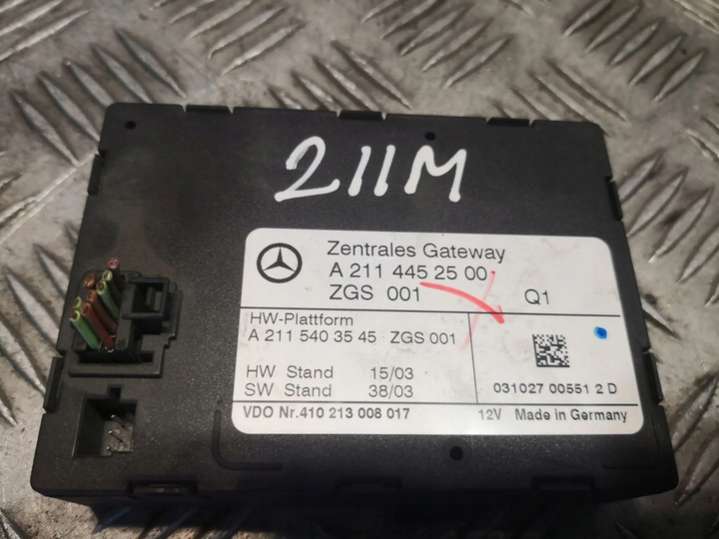 211M
Zentrales Gateway
A 211 445 25 00
ZGS 001 Q1
HW-Plattform
A 211 540 35 45 ZGS 001
HW Stand 15/03
SW Stand 38/03
031027 00551 2 D
VDO Nr.410 213 008 017 12V Made in Germany